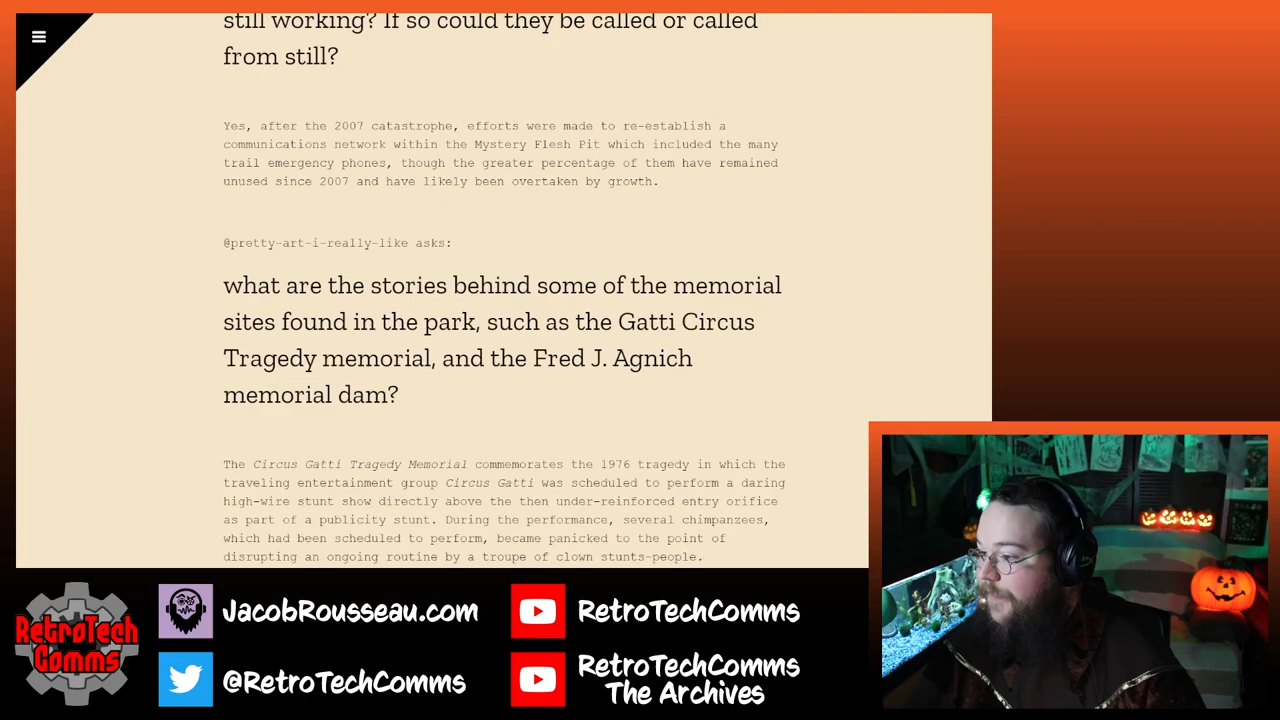 still working? If so could they be called or called
from still?
Yes, after the 2007 catastrophe, efforts were made to re-establish a
communications network within the Mystery Flesh Pit which included the many
trail emergency phones, though the greater percentage of them have remained
unused since 2007 and have likely been overtaken by growth.
@pretty-art-i-really-like asks:
what are the stories behind some of the memorial
sites found in the park, such as the Gatti Circus
Tragedy memorial, and the Fred J. Agnich
memorial dam?
The Circus Gatti Tragedy Memorial commemorates the 1976 tragedy in which the
traveling entertainment group Circus Gatti was scheduled to perform a daring
high-wire stunt show directly above the then under-reinforced entry orifice
as part of a publicity stunt. During the performance, several chimpanzees,
which had been scheduled to perform, became panicked to the point of
disrupting an ongoing routine by a troupe of clown stunts-people.
RetroTech
Comms
JacobRousseau.com
@RetroTechComms
RetroTechComms
RetroTechComms
The Archives